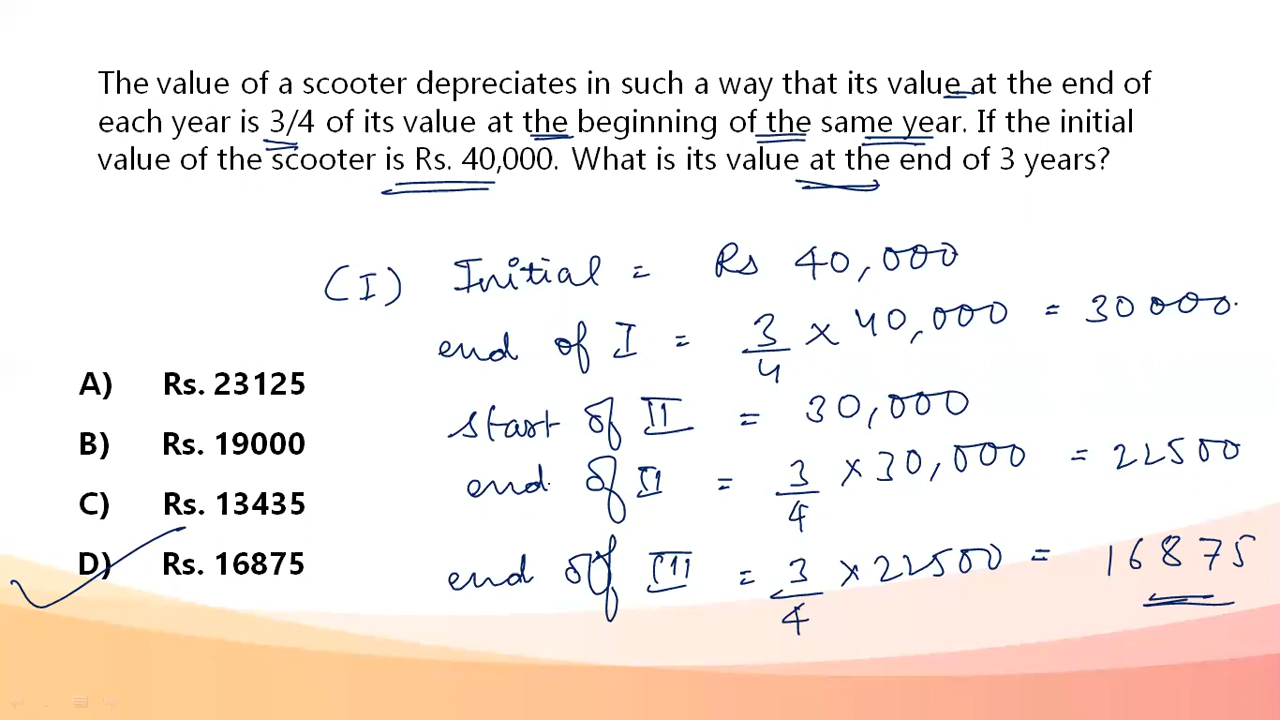 The value of a scooter depreciates in such a way that its value at the end of
each year is 3/4 of its value at the beginning of the same year. If the initial
value of the scooter is Rs. 40,000. What is its value at the end of 3 years?
(I) Initial = Rs 40,000
end of I = 3/4 x 40,000 = 30000.
start of II = 30,000
end of II = 3/4 x 30,000 = 22500
end of III = 3/4 x 22500 = 16875
A) Rs. 23125
B) Rs. 19000
C) Rs. 13435
D) Rs. 16875